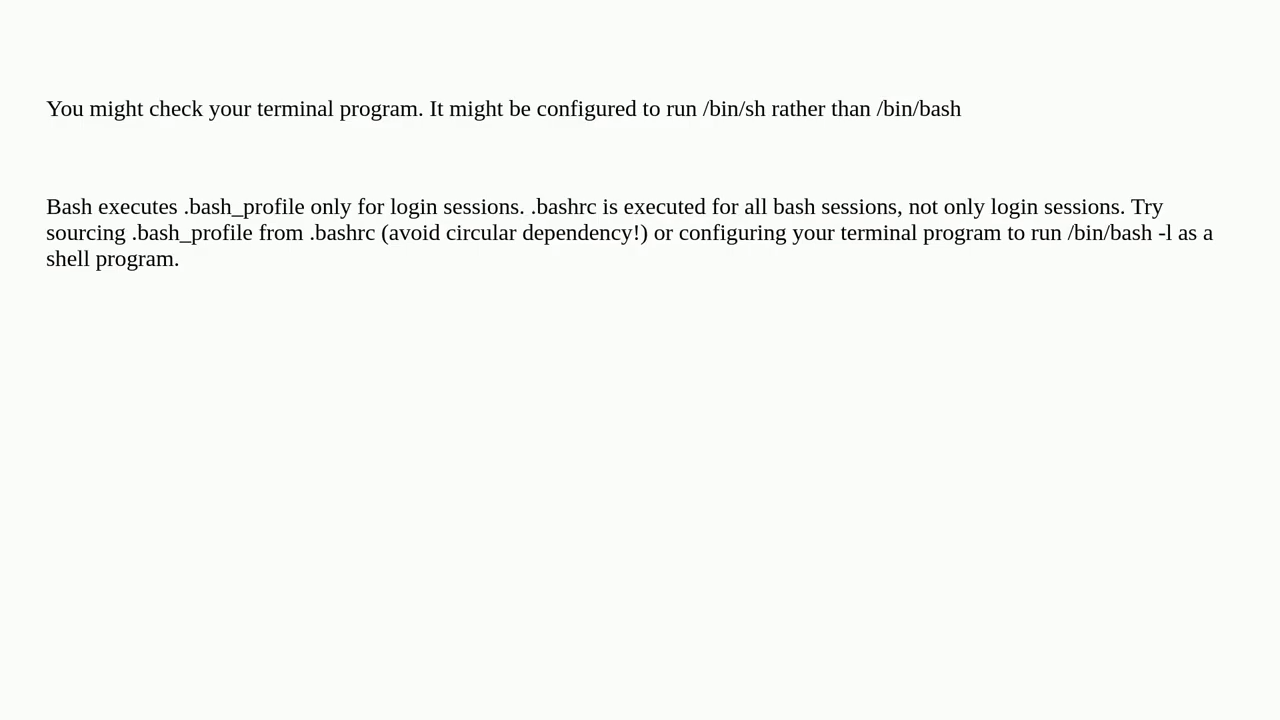 You might check your terminal program. It might be configured to run /bin/sh rather than /bin/bash
Bash executes .bash_profile only for login sessions. .bashrc is executed for all bash sessions, not only login sessions. Try
sourcing .bash_profile from .bashrc (avoid circular dependency!) or configuring your terminal program to run /bin/bash -l as a
shell program.